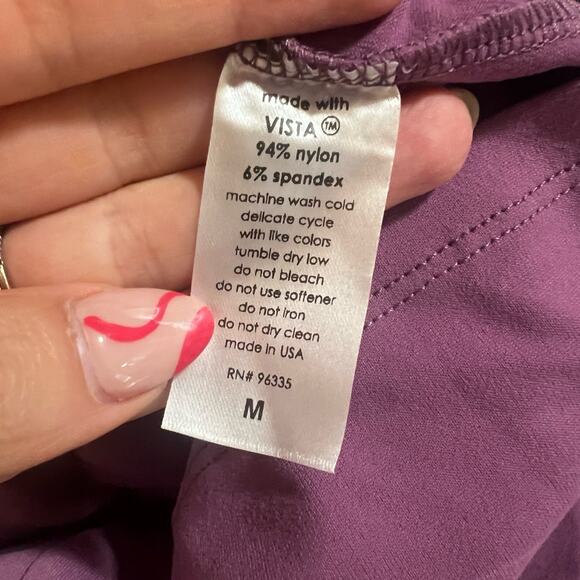 made with
VISTA™
94% nylon
6% spandex
machine wash cold
delicate cycle
with like colors
tumble dry low
do not bleach
do not use softener
do not iron
do not dry clean
made in USA
RN# 96335
M